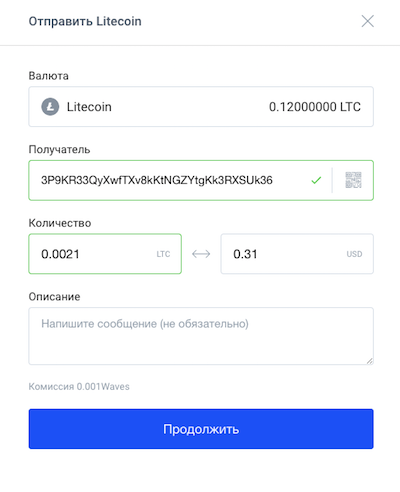 Отправить Litecoin
Валюта
Litecoin 0.12000000 LTC
Получатель
3P9KR33QyXwfTXv8kKtNGZYtgKk3RXSUk36
Количество
0.0021 LTC 0.31 USD
Описание
Напишите сообщение (не обязательно)
Комиссия 0.001Waves
Продолжить